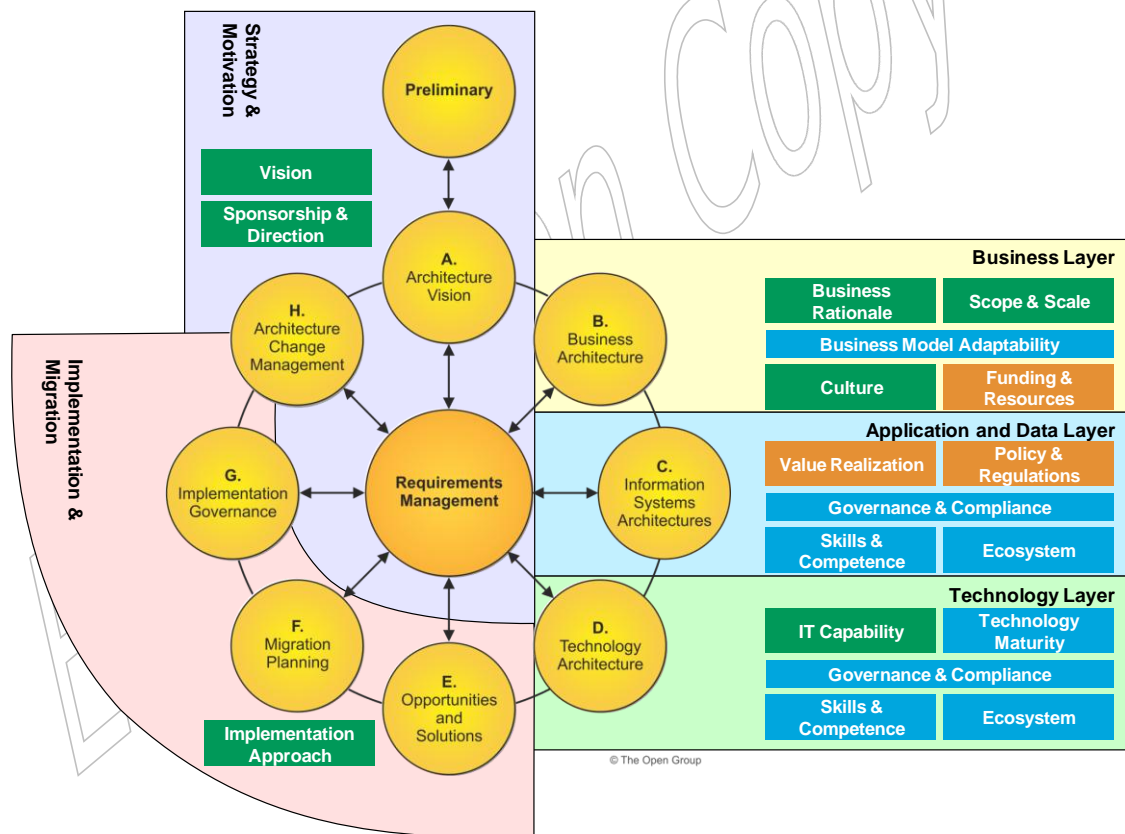 Strategy &
Motivation
Preliminary
Vision
Sponsorship &
Direction
A.
Architecture
Vision
H.
Architecture
Change
Management
B.
Business
Architecture
Business Layer
Business
Rationale
Scope & Scale
Business Model Adaptability
Culture
Funding &
Resources
Implementation &
Migration
G.
Implementation
Governance
Requirements
Management
C.
Information
Systems
Architectures
Application and Data Layer
Value Realization
Policy &
Regulations
Governance & Compliance
Skills &
Competence
Ecosystem
F.
Migration
Planning
E.
Opportunities
and
Solutions
D.
Technology
Architecture
Technology Layer
IT Capability
Technology
Maturity
Governance & Compliance
Skills &
Competence
Ecosystem
Implementation
Approach
© The Open Group
Copy